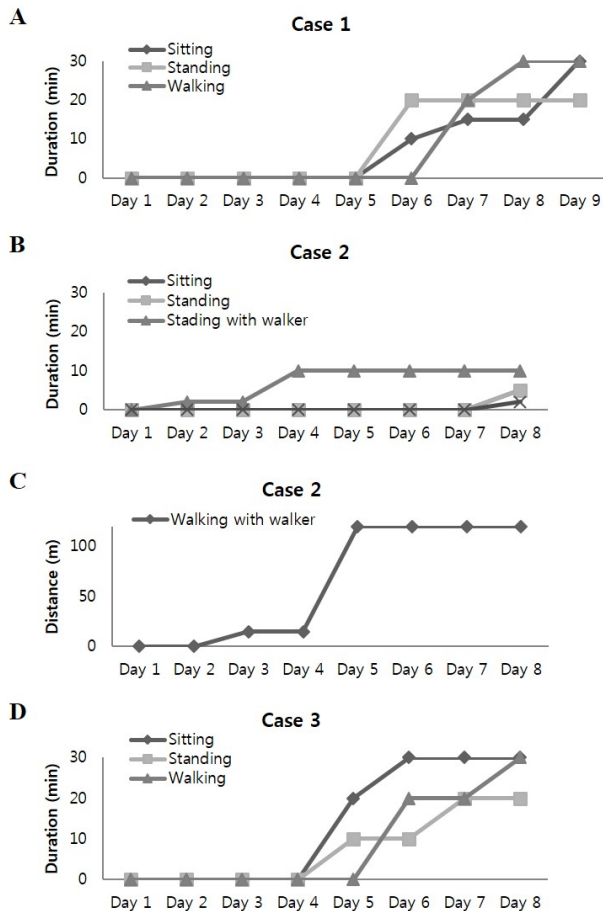 A
Case 1
Sitting
Standing
Walking
Duration (min)
30
20
10
0
Day 1 Day 2 Day 3 Day 4 Day 5 Day 6 Day 7 Day 8 Day 9
B
Case 2
Sitting
Standing
Stading with walker
Duration (min)
30
20
10
0
Day 1 Day 2 Day 3 Day 4 Day 5 Day 6 Day 7 Day 8
C
Case 2
Walking with walker
Distance (m)
100
50
0
Day 1 Day 2 Day 3 Day 4 Day 5 Day 6 Day 7 Day 8
D
Case 3
Sitting
Standing
Walking
Duration (min)
30
20
10
0
Day 1 Day 2 Day 3 Day 4 Day 5 Day 6 Day 7 Day 8